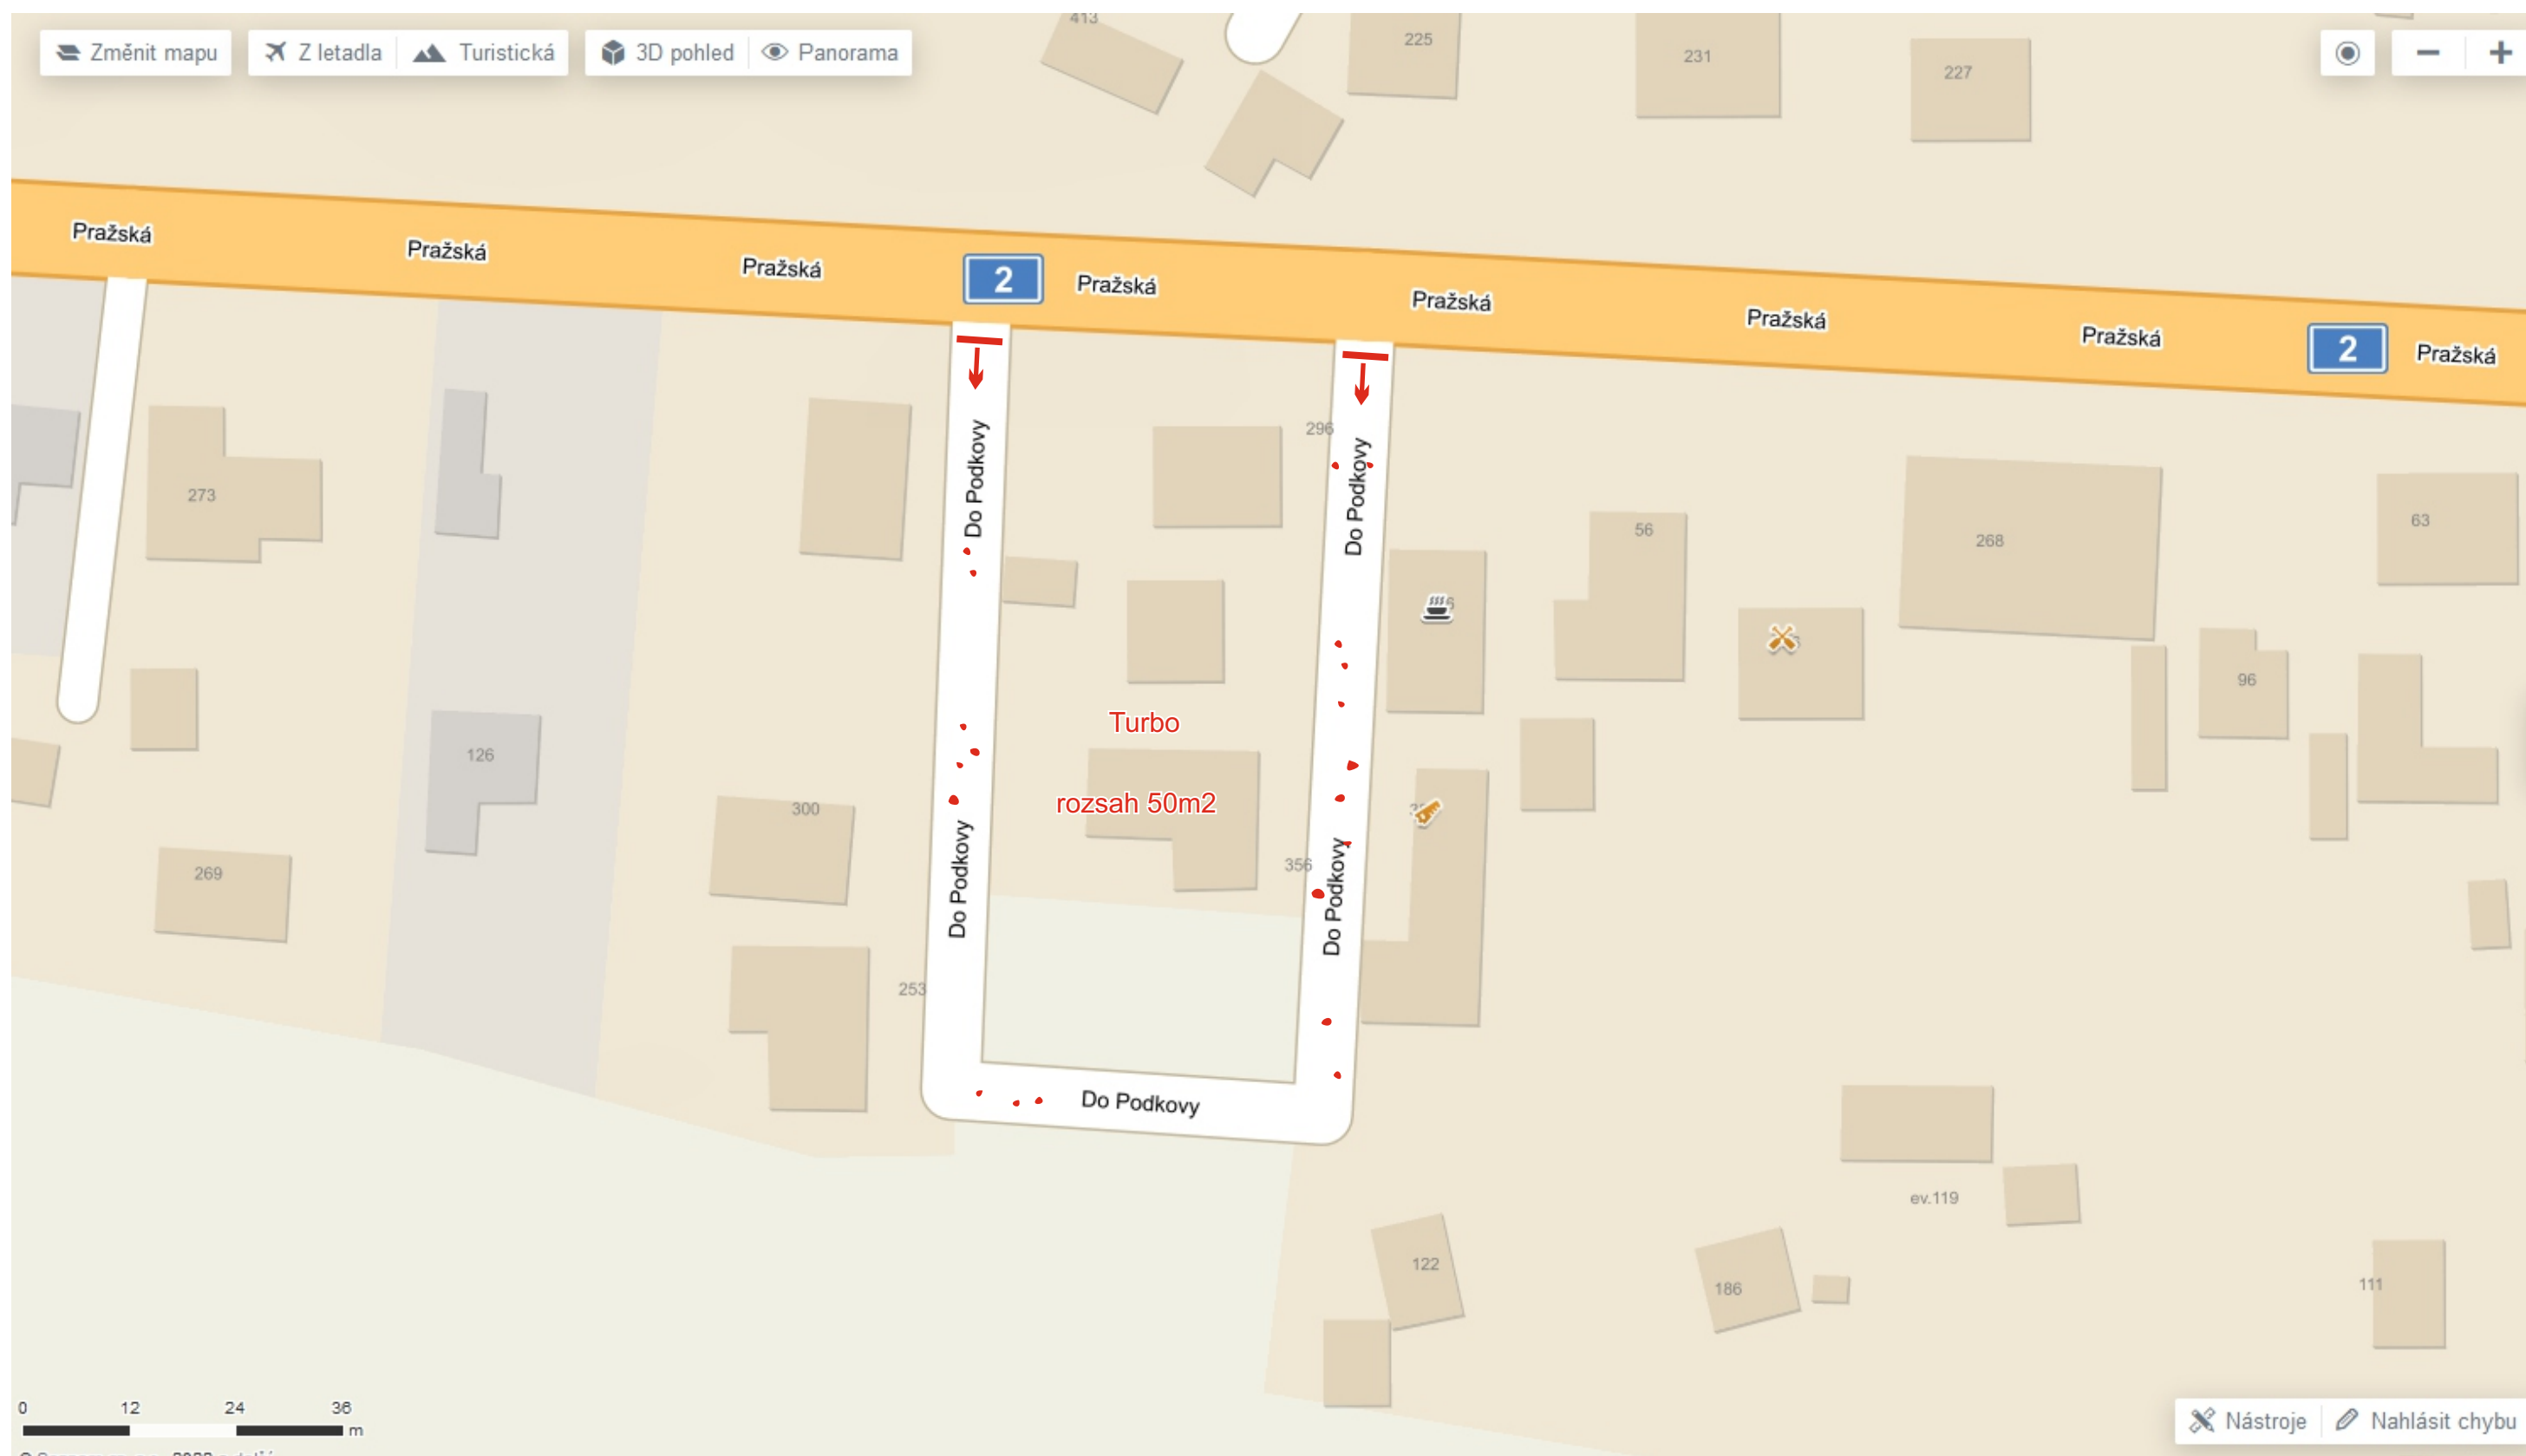 413
225
231
227
Změnit mapu
Z letadla
Turistická
3D pohled
Panorama
Pražská
Pražská
Pražská
2
Pražská
Pražská
Pražská
Pražská
2
Pražská
Do Podkovy
Do Podkovy
296
273
56
268
63
96
Turbo
126
300
rozsah 50m2
269
356
Do Podkovy
Do Podkovy
253
Do Podkovy
ev.119
122
186
111
0 12 24 36
m
Nástroje
Nahlásit chybu